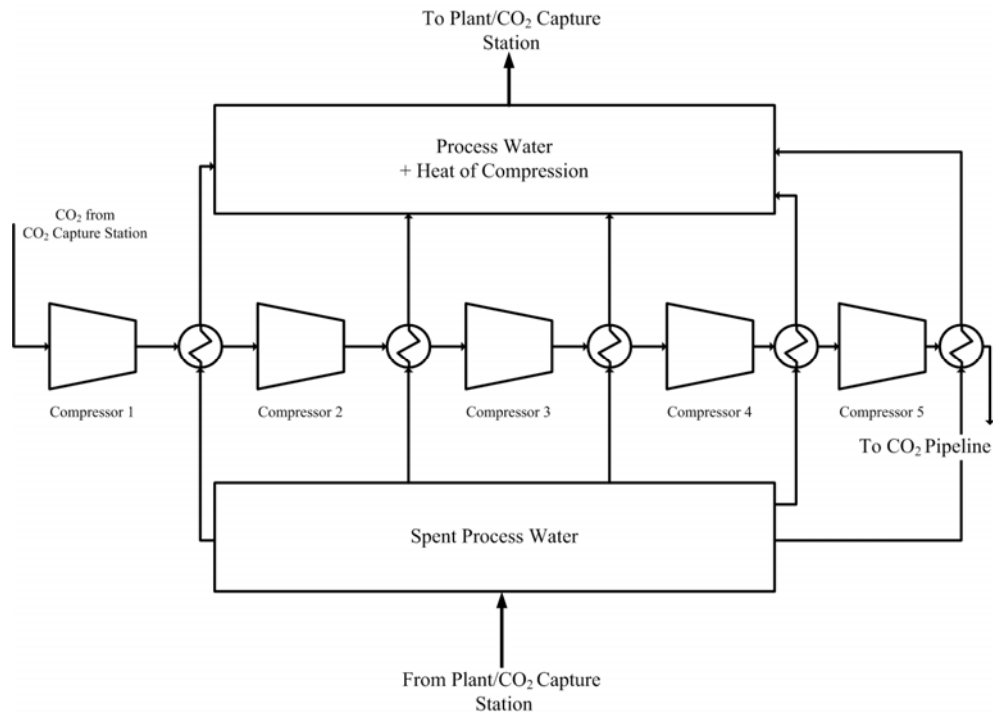 To Plant/CO₂ Capture
Station
Process Water
+ Heat of Compression
CO₂ from
CO₂ Capture Station
Compressor 1
Compressor 2
Compressor 3
Compressor 4
Compressor 5
To CO₂ Pipeline
Spent Process Water
From Plant/CO₂ Capture
Station